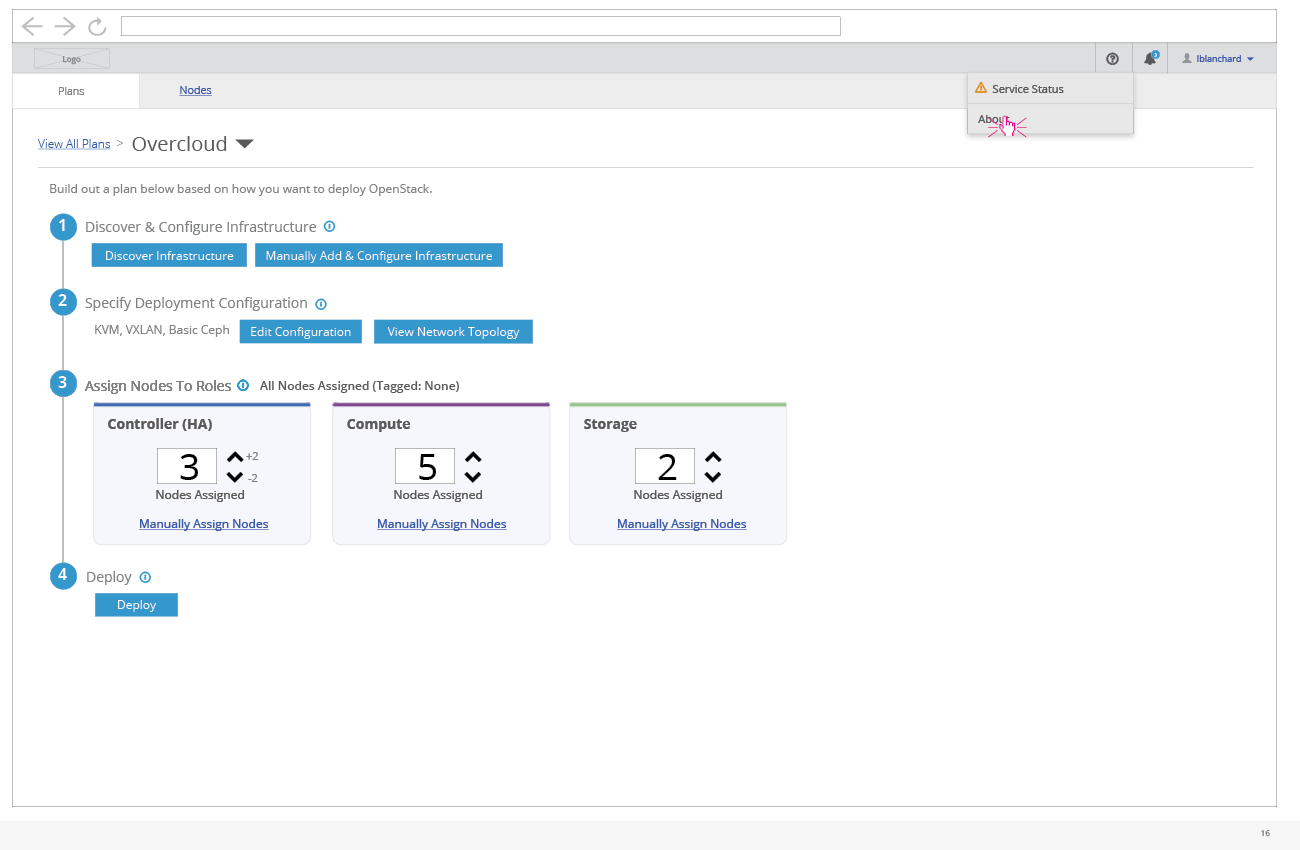 Logo
3
lblanchard
Plans
Nodes
Service Status
About
View All Plans > Overcloud
Build out a plan below based on how you want to deploy OpenStack.
1 Discover & Configure Infrastructure
Discover Infrastructure Manually Add & Configure Infrastructure
2 Specify Deployment Configuration
KVM, VXLAN, Basic Ceph Edit Configuration View Network Topology
3 Assign Nodes To Roles All Nodes Assigned (Tagged: None)
Controller (HA)
3 +2
-2
Nodes Assigned
Manually Assign Nodes
Compute
5
Nodes Assigned
Manually Assign Nodes
Storage
2
Nodes Assigned
Manually Assign Nodes
4 Deploy
Deploy
16